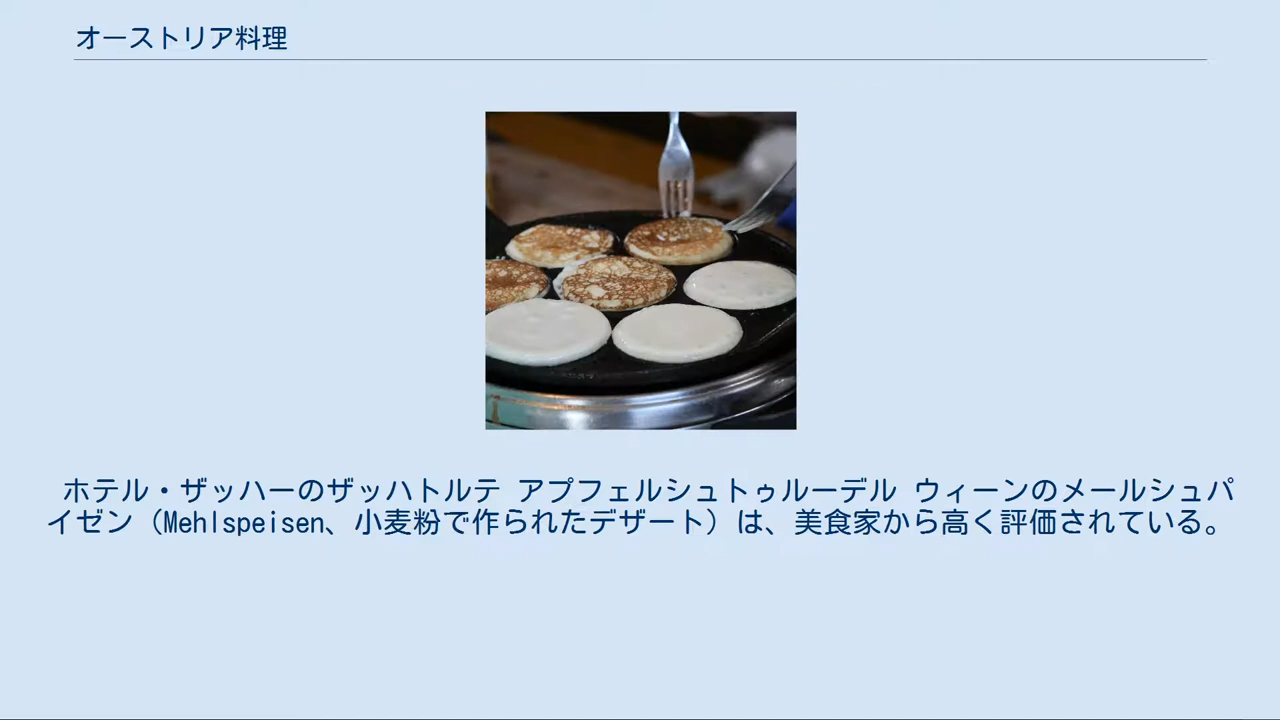 オーストリア料理
ホテル・ザッハーのザッハトルテ アプフェルシュトゥルーデル ウィーンのメールシュパ
イゼン（Mehlspeisen、小麦粉で作られたデザート）は、美食家から高く評価されている。